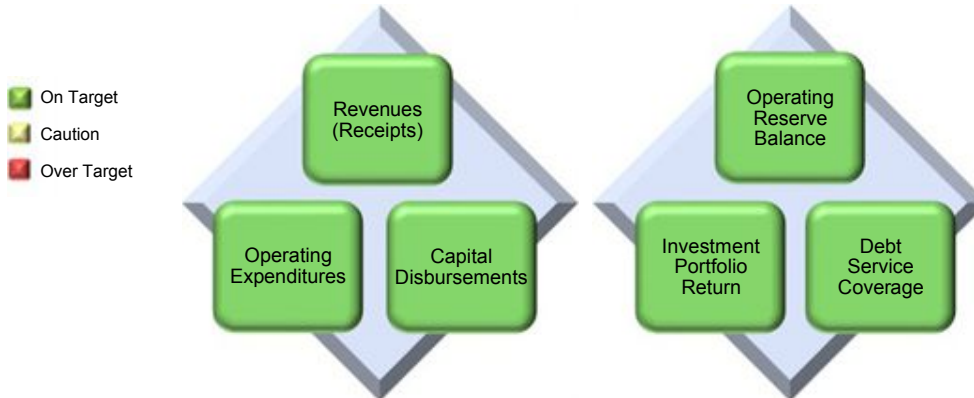 On Target
Caution
Over Target
Revenues
(Receipts)
Operating
Expenditures
Capital
Disbursements
Operating
Reserve
Balance
Investment
Portfolio
Return
Debt
Service
Coverage